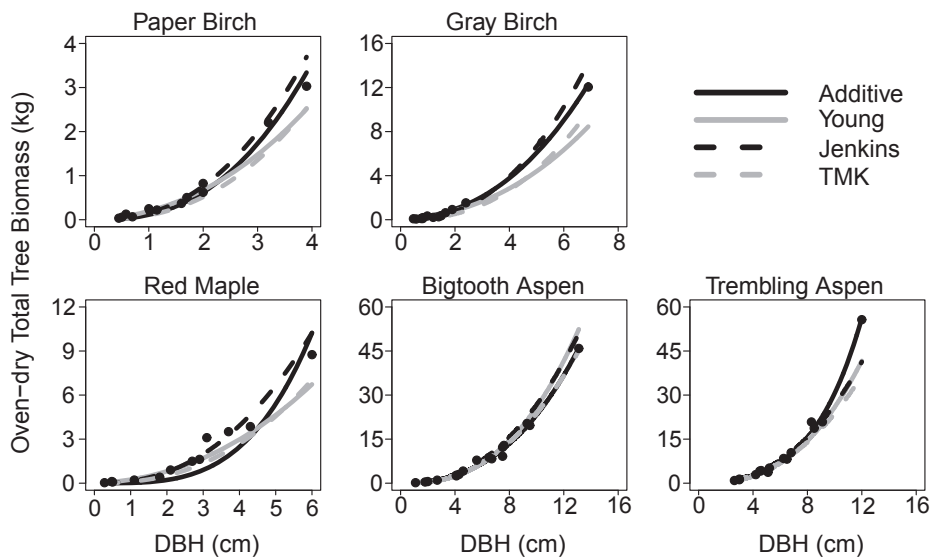 Paper Birch
Gray Birch
4
3
2
1
0
0 1 2 3 4
16
12
8
4
0
0 2 4 6 8
Additive
Young
Jenkins
TMK
Oven−dry Total Tree Biomass (kg)
Red Maple
Bigtooth Aspen
Trembling Aspen
12
9
6
3
0
0 1 2 3 4 5 6
60
45
30
15
0
0 4 8 12 16
60
45
30
15
0
0 4 8 12 16
DBH (cm)
DBH (cm)
DBH (cm)